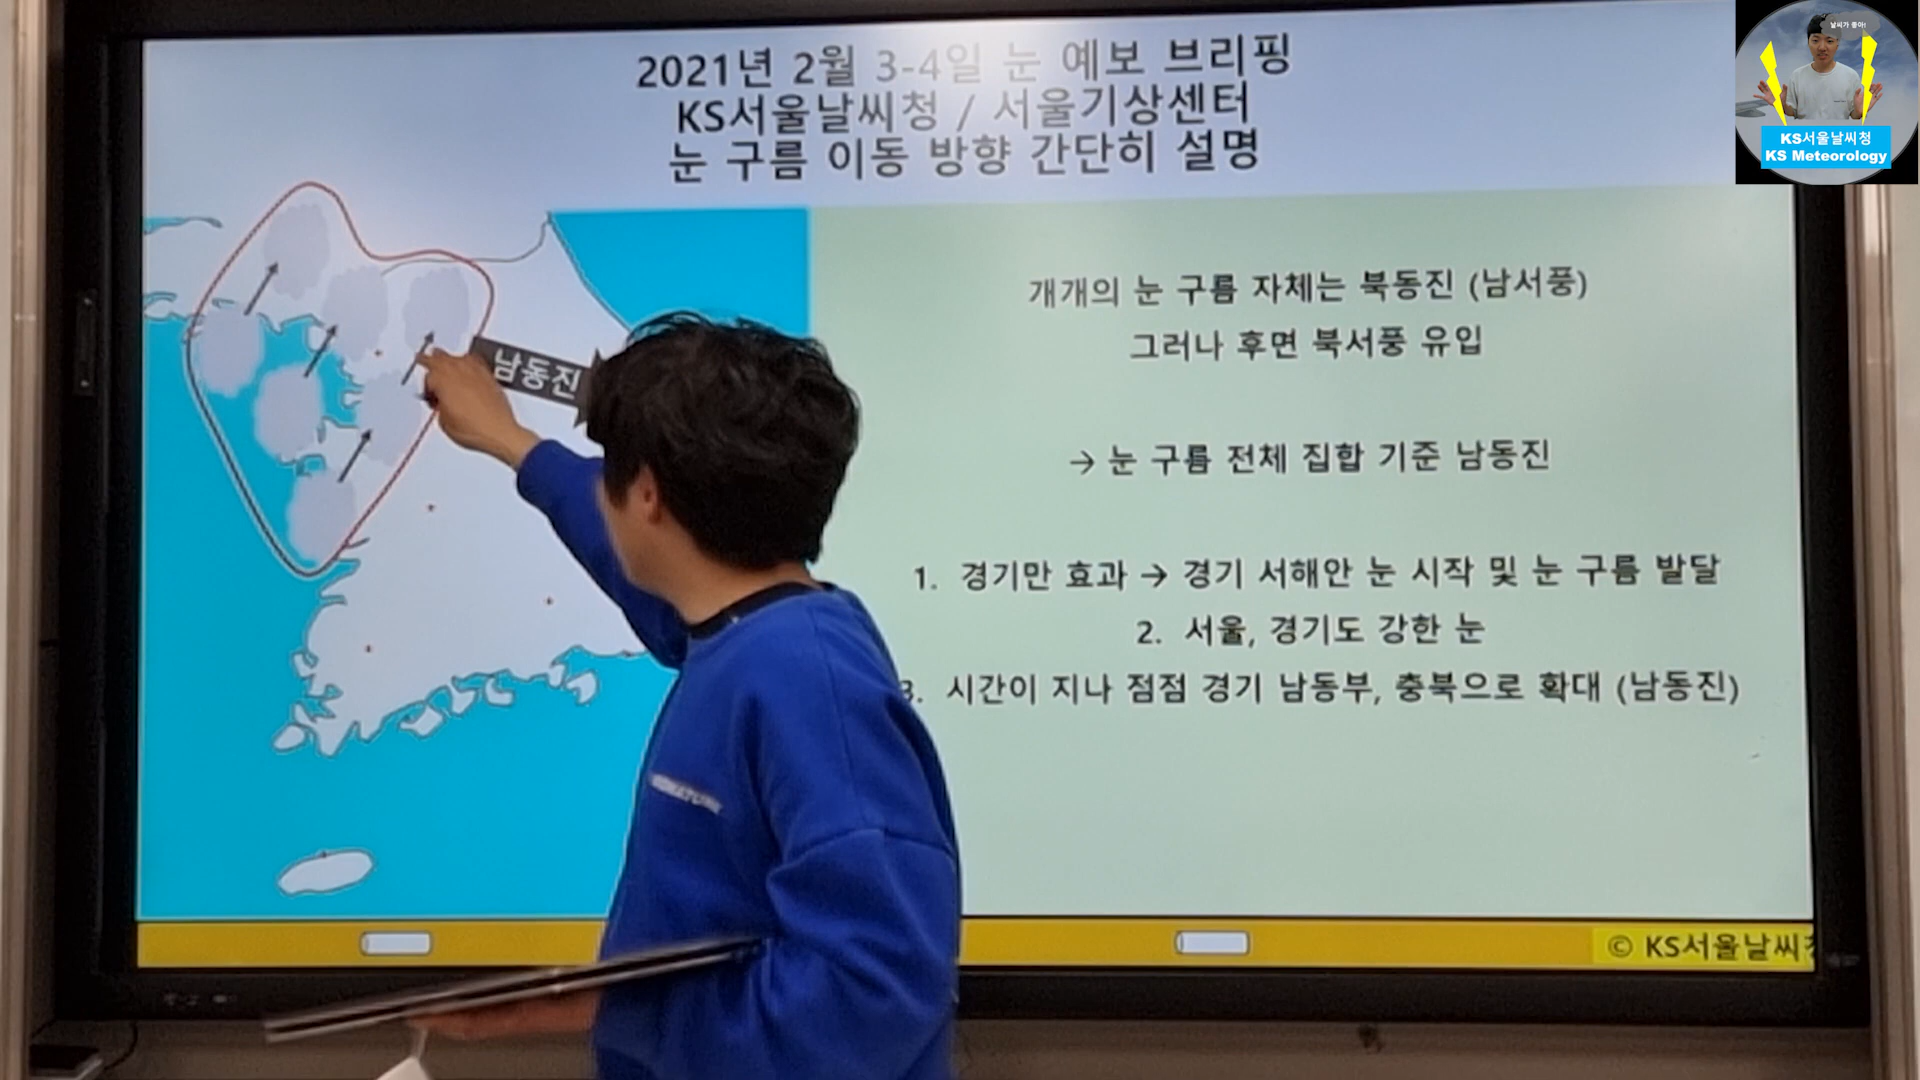 2021년 2월 3-4일 눈 예보 브리핑
KS서울날씨청 / 서울기상센터
눈 구름 이동 방향 간단히 설명
날씨가 좋아!
KS서울날씨청
KS Meteorology
남동진
개개의 눈 구름 자체는 북동진 (남서풍)
그러나 후면 북서풍 유입
→ 눈 구름 전체 집합 기준 남동진
1. 경기만 효과 → 경기 서해안 눈 시작 및 눈 구름 발달
2. 서울, 경기도 강한 눈
3. 시간이 지나 점점 경기 남동부, 충북으로 확대 (남동진)
© KS서울날씨청